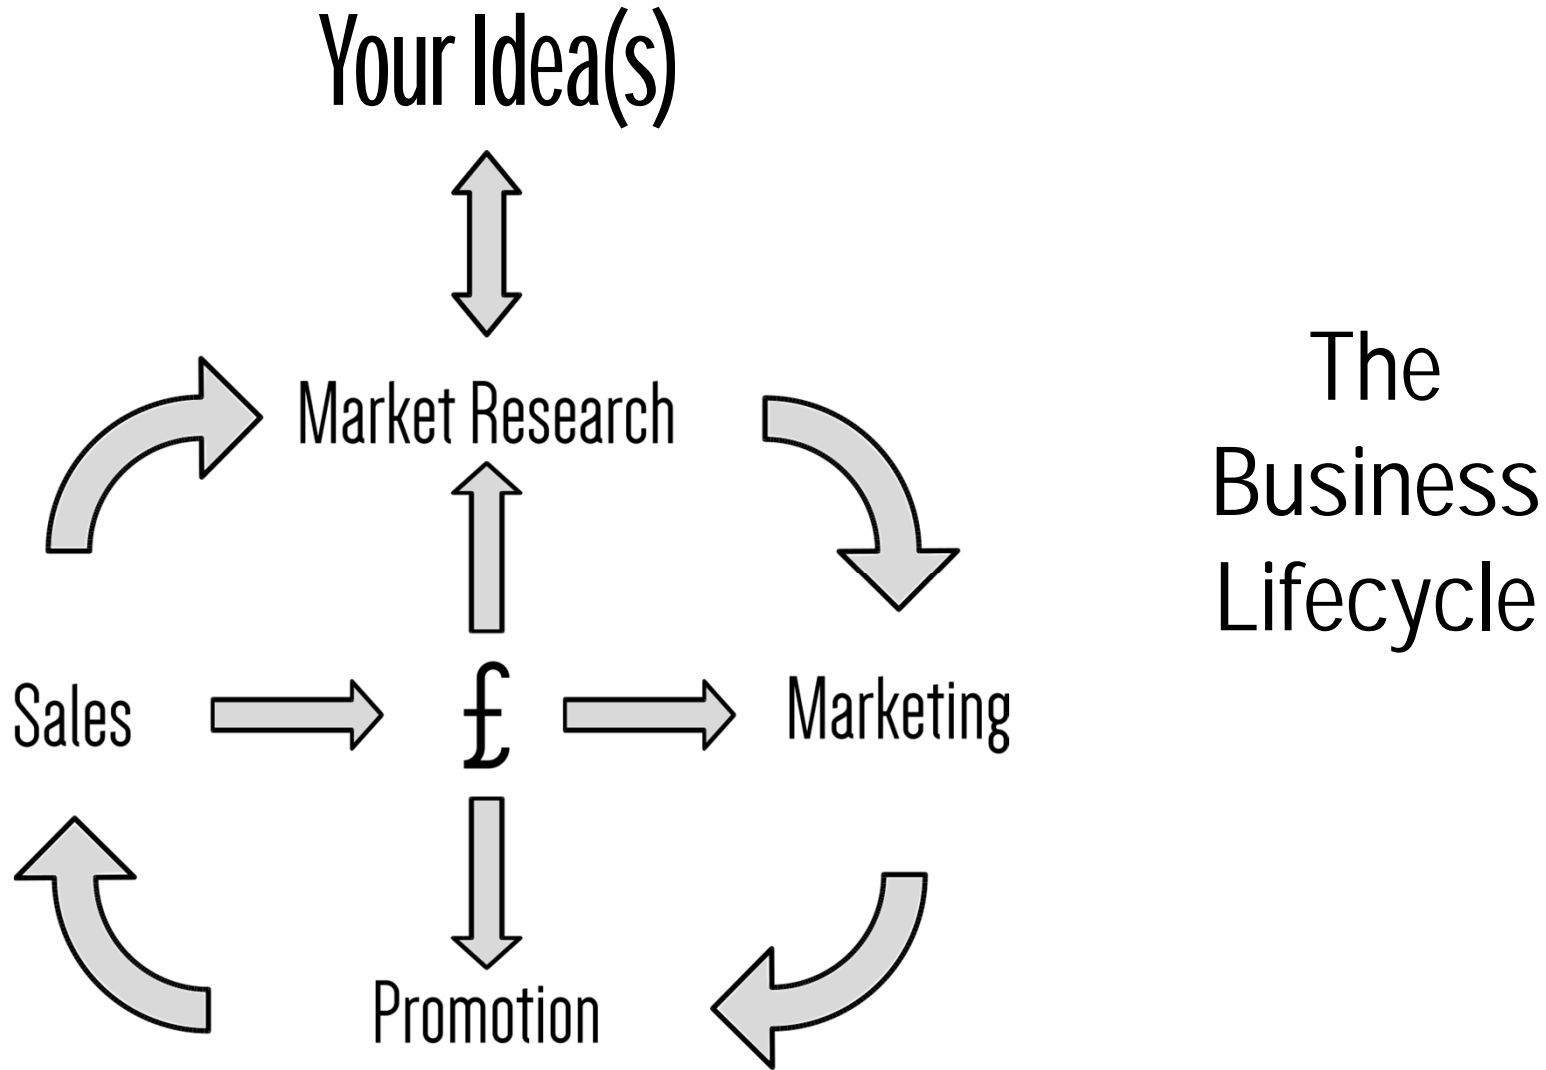 Your Idea(s)
Market Research
Sales
£
Marketing
Promotion
The
Business
Lifecycle